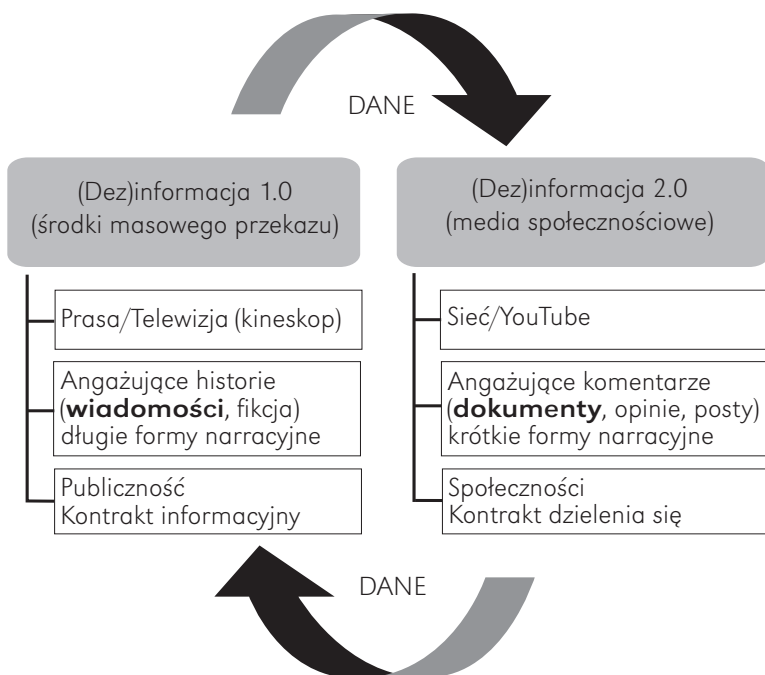 DANE
(Dez)informacja 1.0
(środki masowego przekazu)
Prasa/Telewizja (kineskop)
Angażujące historie
(wiadomości, fikcja)
długie formy narracyjne
Publiczność
Kontrakt informacyjny
(Dez)informacja 2.0
(media społecznościowe)
Sieć/YouTube
Angażujące komentarze
(dokumenty, opinie, posty)
krótkie formy narracyjne
Społeczności
Kontrakt dzielenia się
DANE